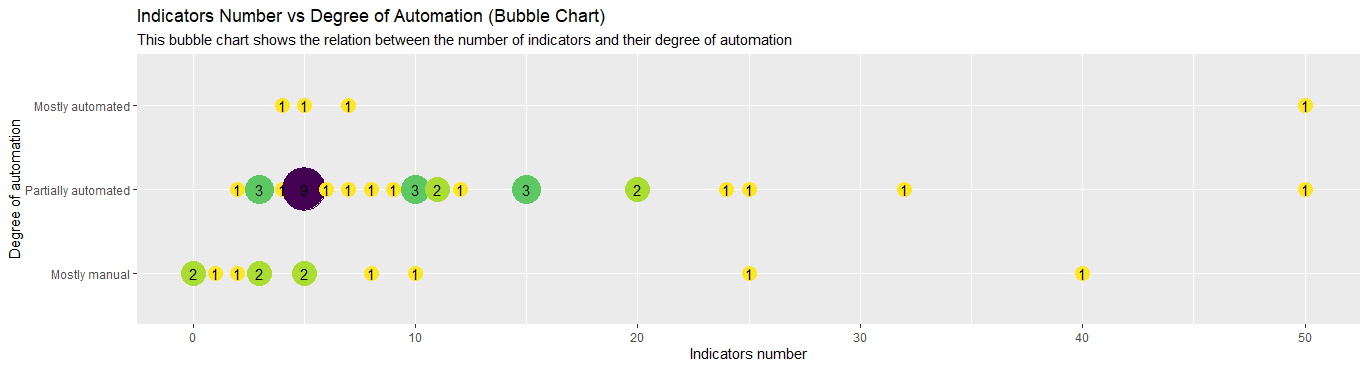 Indicators Number vs Degree of Automation (Bubble Chart)
This bubble chart shows the relation between the number of indicators and their degree of automation
Degree of automation
Mostly automated
1 1 1 1
Partially automated
1 3 1 9 1 1 1 1 3 2 1 3 2 1 1 1 1
Mostly manual
2 1 1 2 2 1 1 1 1
0 10 20 30 40 50
Indicators number